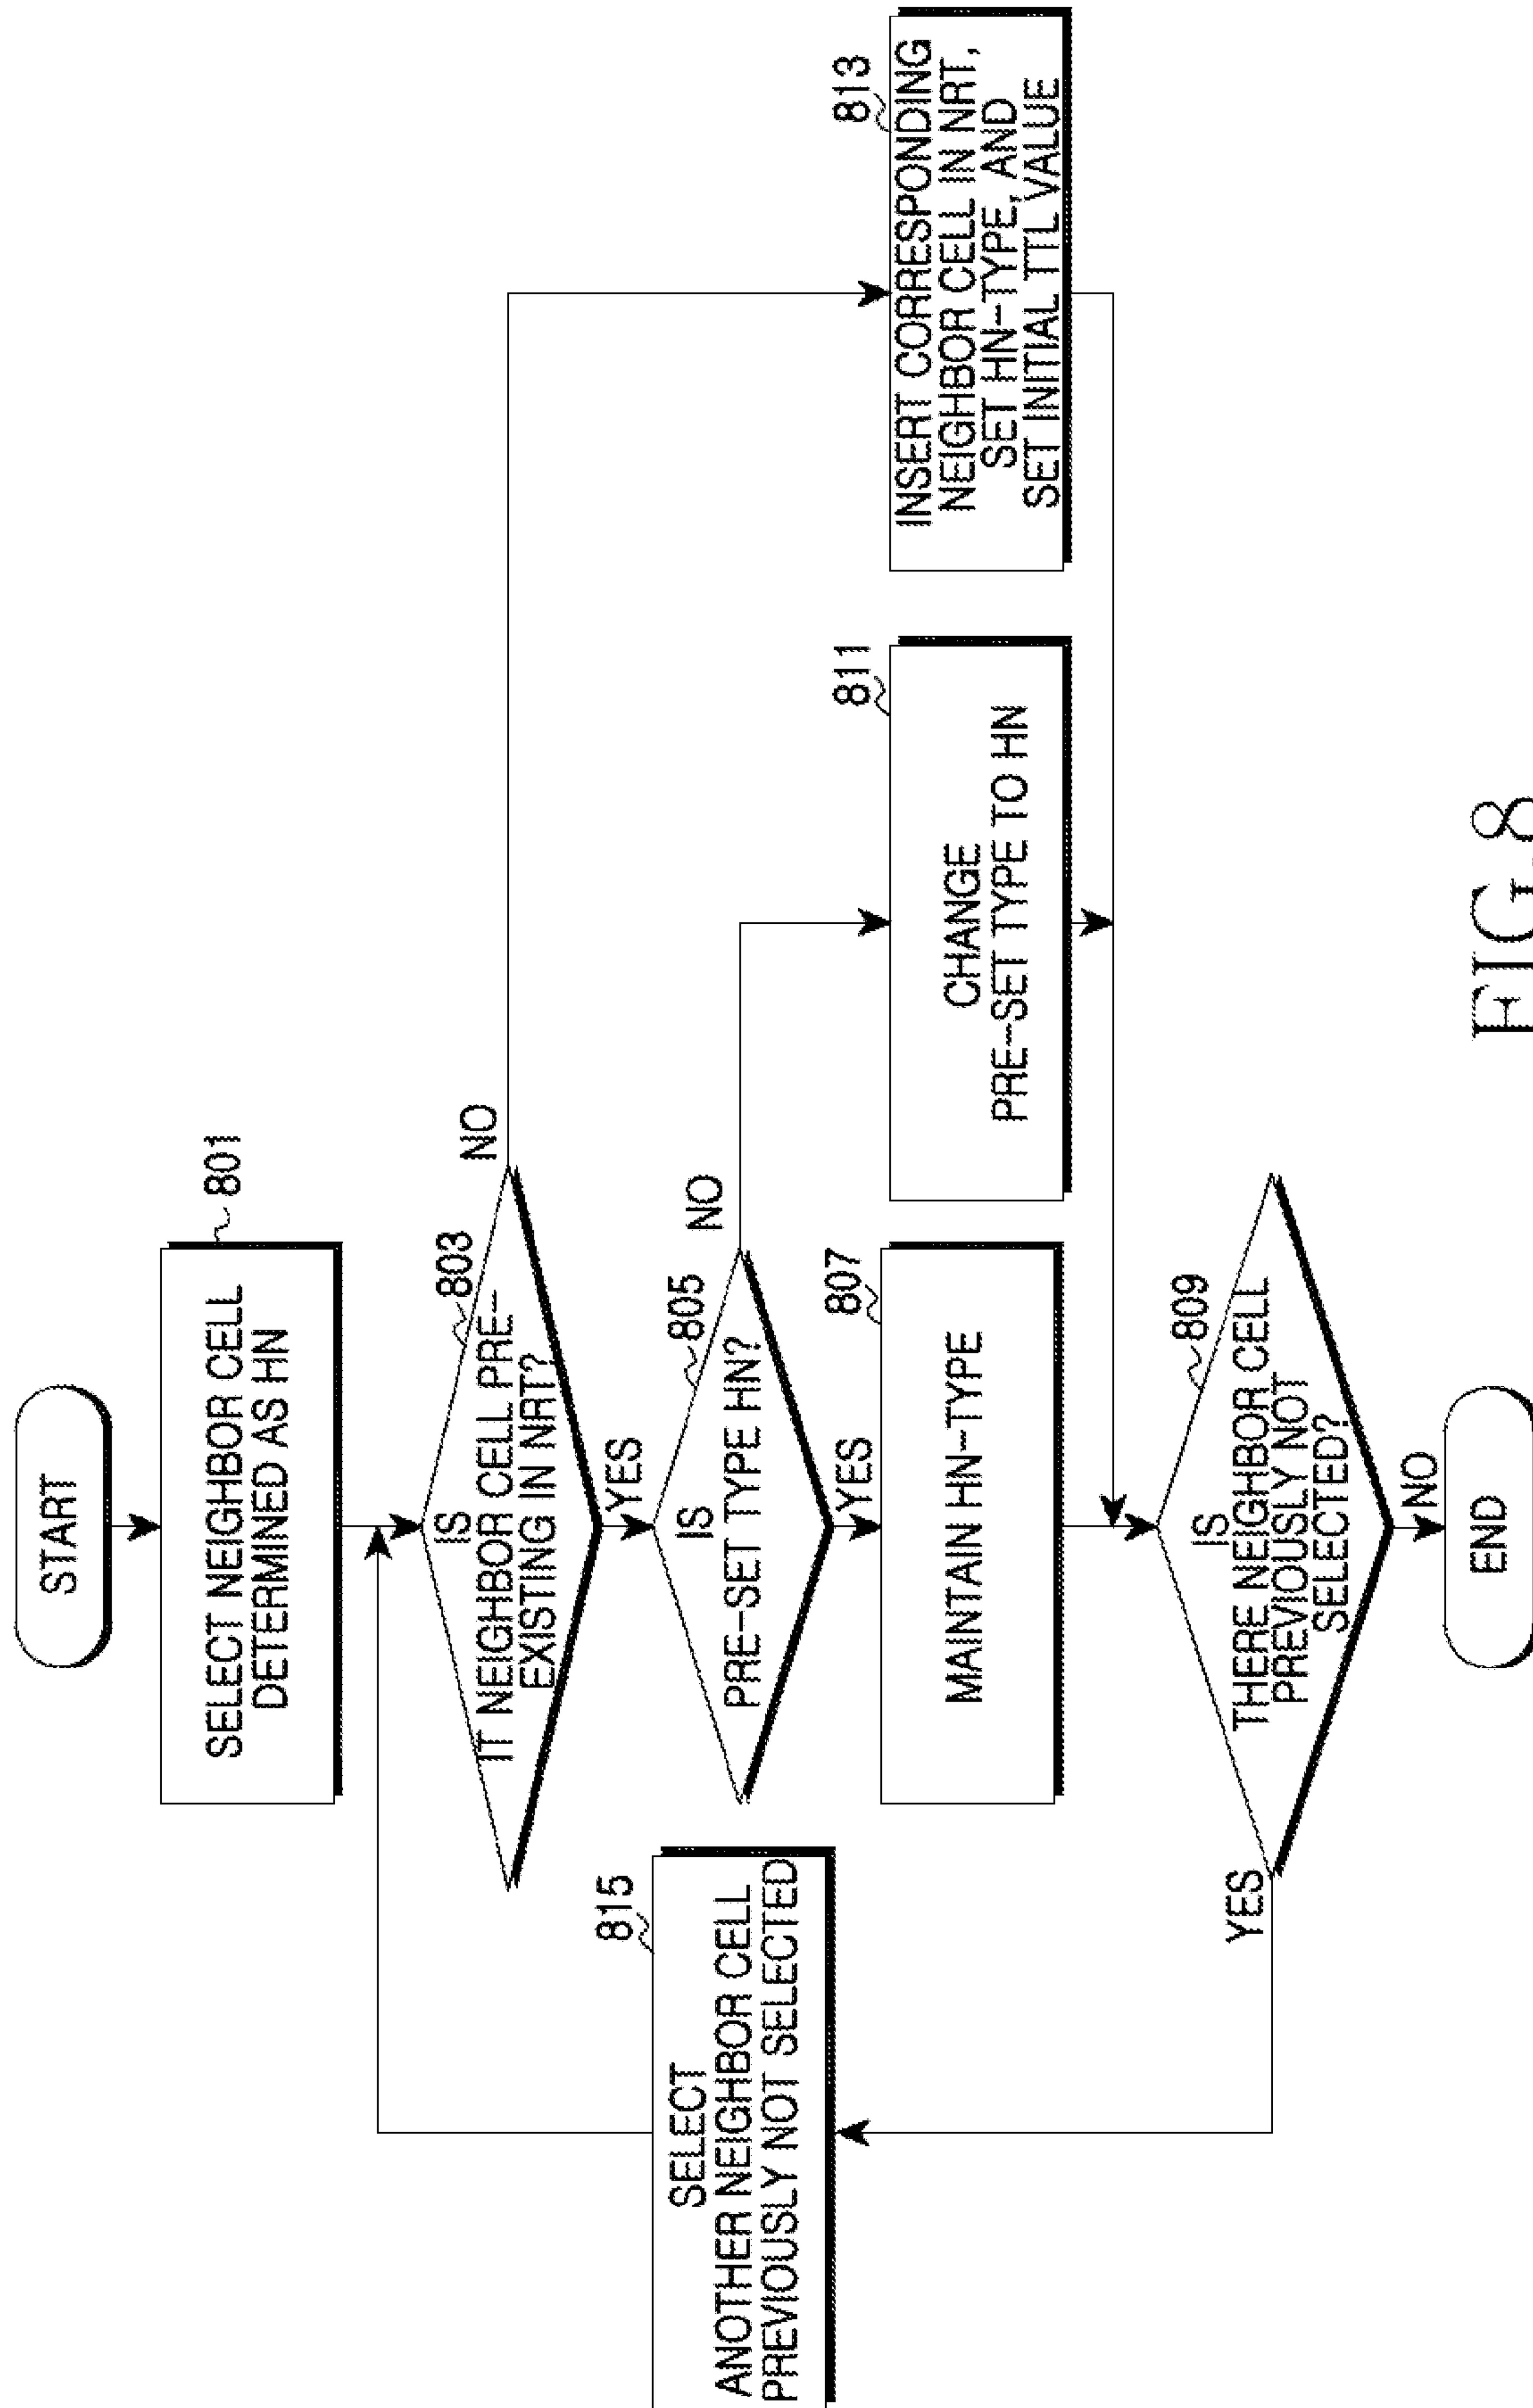 START
SELECT NEIGHBOR CELL
DETERMINED AS HN
801
IS
IT NEIGHBOR CELL PRE-
EXISTING IN NRT?
803
NO
YES
IS
PRE-SET TYPE HN?
805
NO
YES
MAINTAIN HN-TYPE
807
CHANGE
PRE-SET TYPE TO HN
811
INSERT CORRESPONDING
NEIGHBOR CELL IN NRT,
SET HN-TYPE, AND
SET INITIAL TTL VALUE
813
SELECT
ANOTHER NEIGHBOR CELL
PREVIOUSLY NOT SELECTED
815
IS
THERE NEIGHBOR CELL
PREVIOUSLY NOT
SELECTED?
809
YES
NO
END
FIG.8